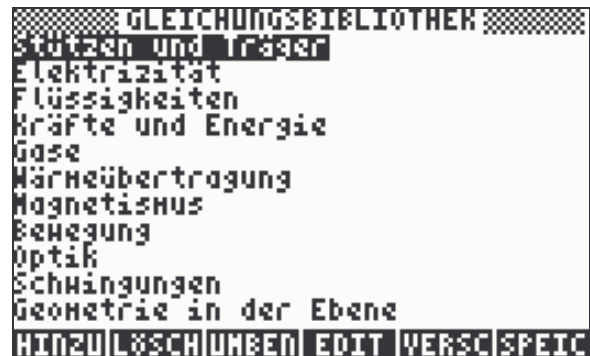 GLEICHUNGSBIBLIOTHEK
Stützen und Träger
Elektrizität
Flüssigkeiten
Kräfte und Energie
Gase
Wärmeübertragung
Magnetismus
Bewegung
Optik
Schwingungen
Geometrie in der Ebene
HINZU LÖSCH UMBEN EDIT VERSC SPEIC